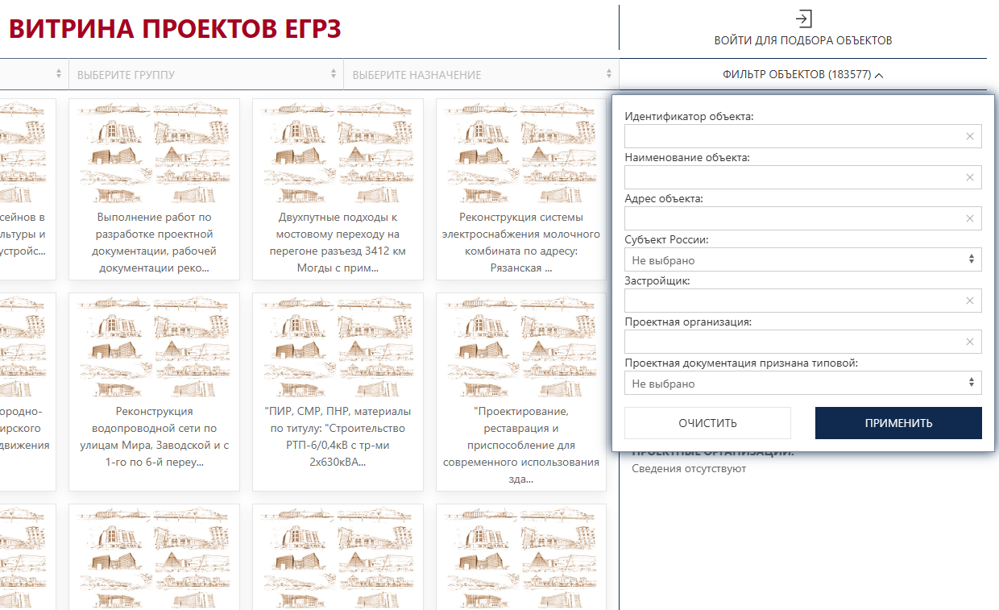 ВИТРИНА ПРОЕКТОВ ЕГРЗ
ВОЙТИ ДЛЯ ПОДБОРА ОБЪЕКТОВ
ВЫБЕРИТЕ ГРУППУ
ВЫБЕРИТЕ НАЗНАЧЕНИЕ
ФИЛЬТР ОБЪЕКТОВ (183577)
сейнов в
льтуры и
устройс...
Выполнение работ по
разработке проектной
документации, рабочей
документации реко...
Двухпутные подходы к
мостовому переходу на
перегоне разъезд 3412 км
Могды с прим...
Реконструкция системы
электроснабжения молочного
комбината по адресу:
Рязанская ...
ородно-
ирского
движения
Реконструкция
водопроводной сети по
улицам Мира, Заводской и с
1-го по 6-й переу...
"ПИР, СМР, ПНР, материалы
по титулу: "Строительство
РТП-6/0,4кВ с тр-ми
2х630кВА...
"Проектирование,
реставрация и
приспособление для
современного использования
зда...
Идентификатор объекта:
Наименование объекта:
Адрес объекта:
Субъект России:
Не выбрано
Застройщик:
Проектная организация:
Проектная документация признана типовой:
Не выбрано
ОЧИСТИТЬ
ПРИМЕНИТЬ
ПРОЕКТНЫЕ ОРГАНИЗАЦИИ:
Сведения отсутствуют